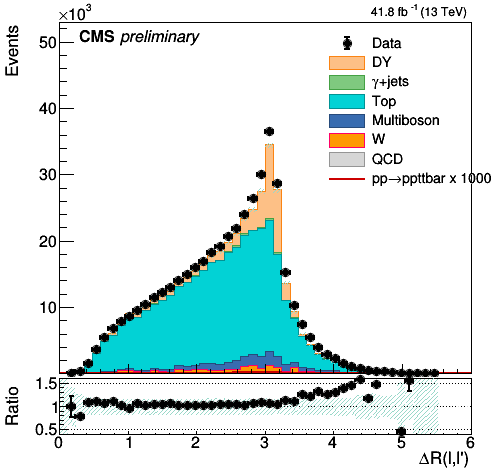 ×10³
41.8 fb⁻¹ (13 TeV)
Events
CMS preliminary
50
40
30
20
10
0
Data
DY
γ+jets
Top
Multiboson
W
QCD
pp→ppttbar x 1000
Ratio
1.5
1
0.5
0 1 2 3 4 5 6
ΔR(l,l')